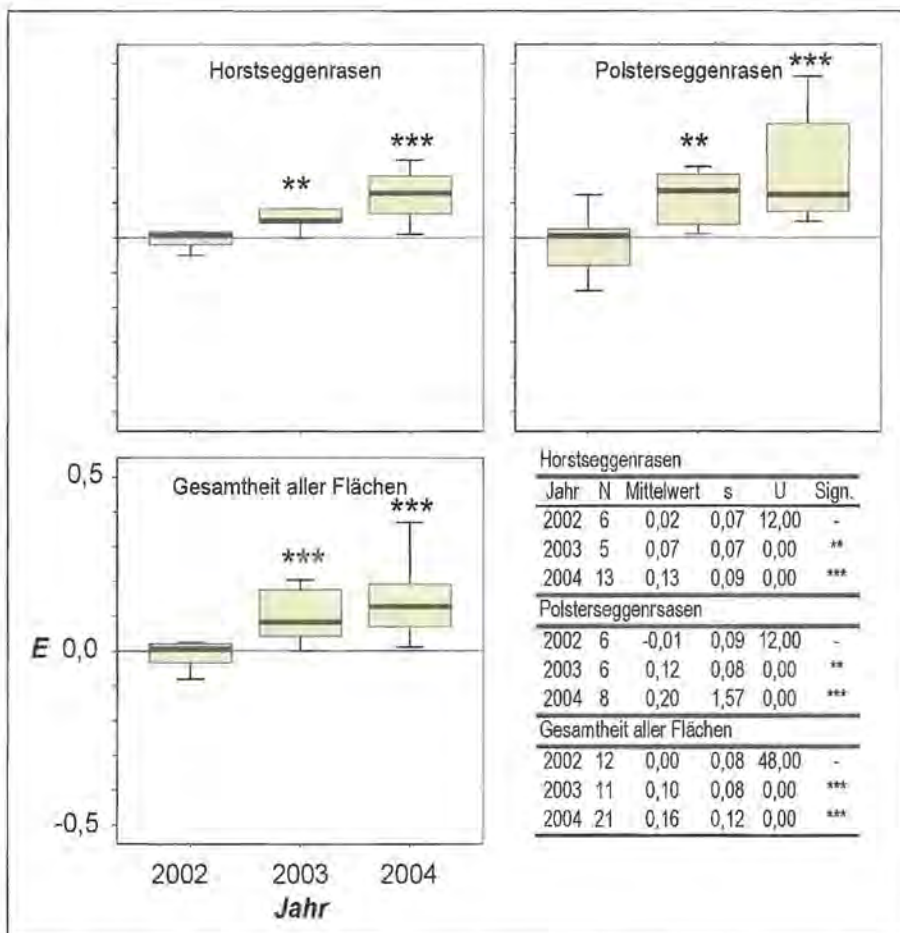 Horstseggenrasen
**
***
Polsterseggenrasen
**
***
Gesamtheit aller Flächen
***
***
0,5
E 0,0
-0,5
2002 2003 2004
Jahr
Horstseggenrasen
Jahr N Mittelwert s U Sign.
2002 6 0,02 0,07 12,00 -
2003 5 0,07 0,07 0,00 **
2004 13 0,13 0,09 0,00 ***
Polsterseggenrsasen
2002 6 -0,01 0,09 12,00 -
2003 6 0,12 0,08 0,00 **
2004 8 0,20 1,57 0,00 ***
Gesamtheit aller Flächen
2002 12 0,00 0,08 48,00 -
2003 11 0,10 0,08 0,00 ***
2004 21 0,16 0,12 0,00 ***